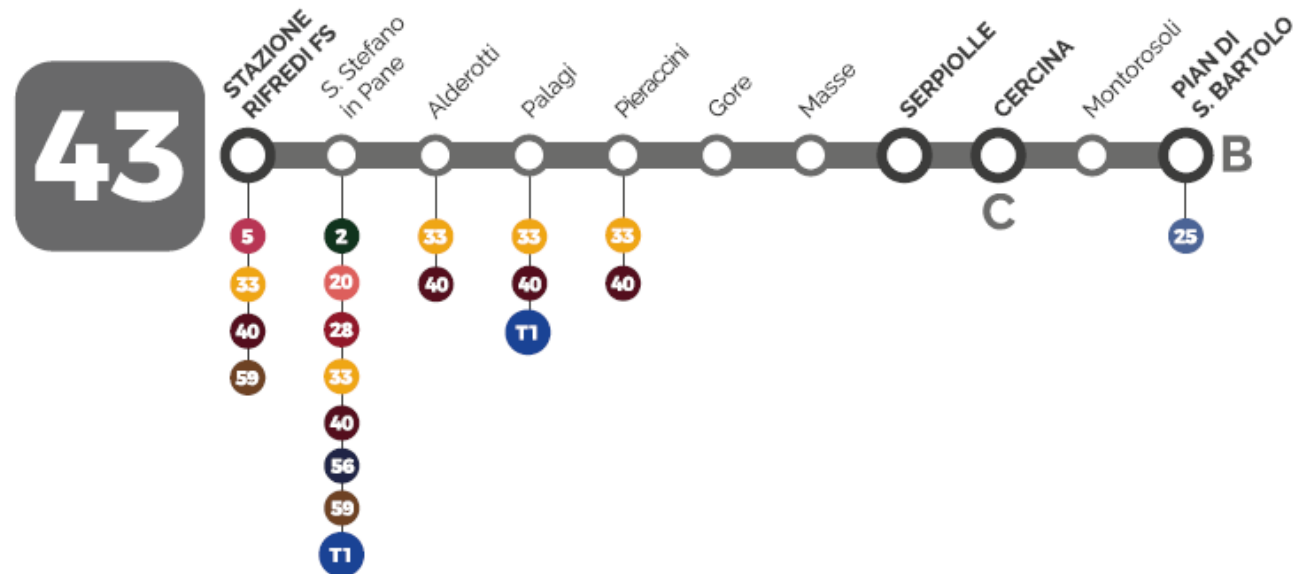 43
STAZIONE
RIFREDI FS
S. Stefano
in Pane
Alderotti
Palagi
Pieraccini
Gore
Masse
SERPIOLLE
CERCINA
Montorosoli
PIAN DI
S. BARTOLO
B
C
5
33
40
59
2
20
28
33
40
56
59
T1
33
40
33
40
T1
33
40
25